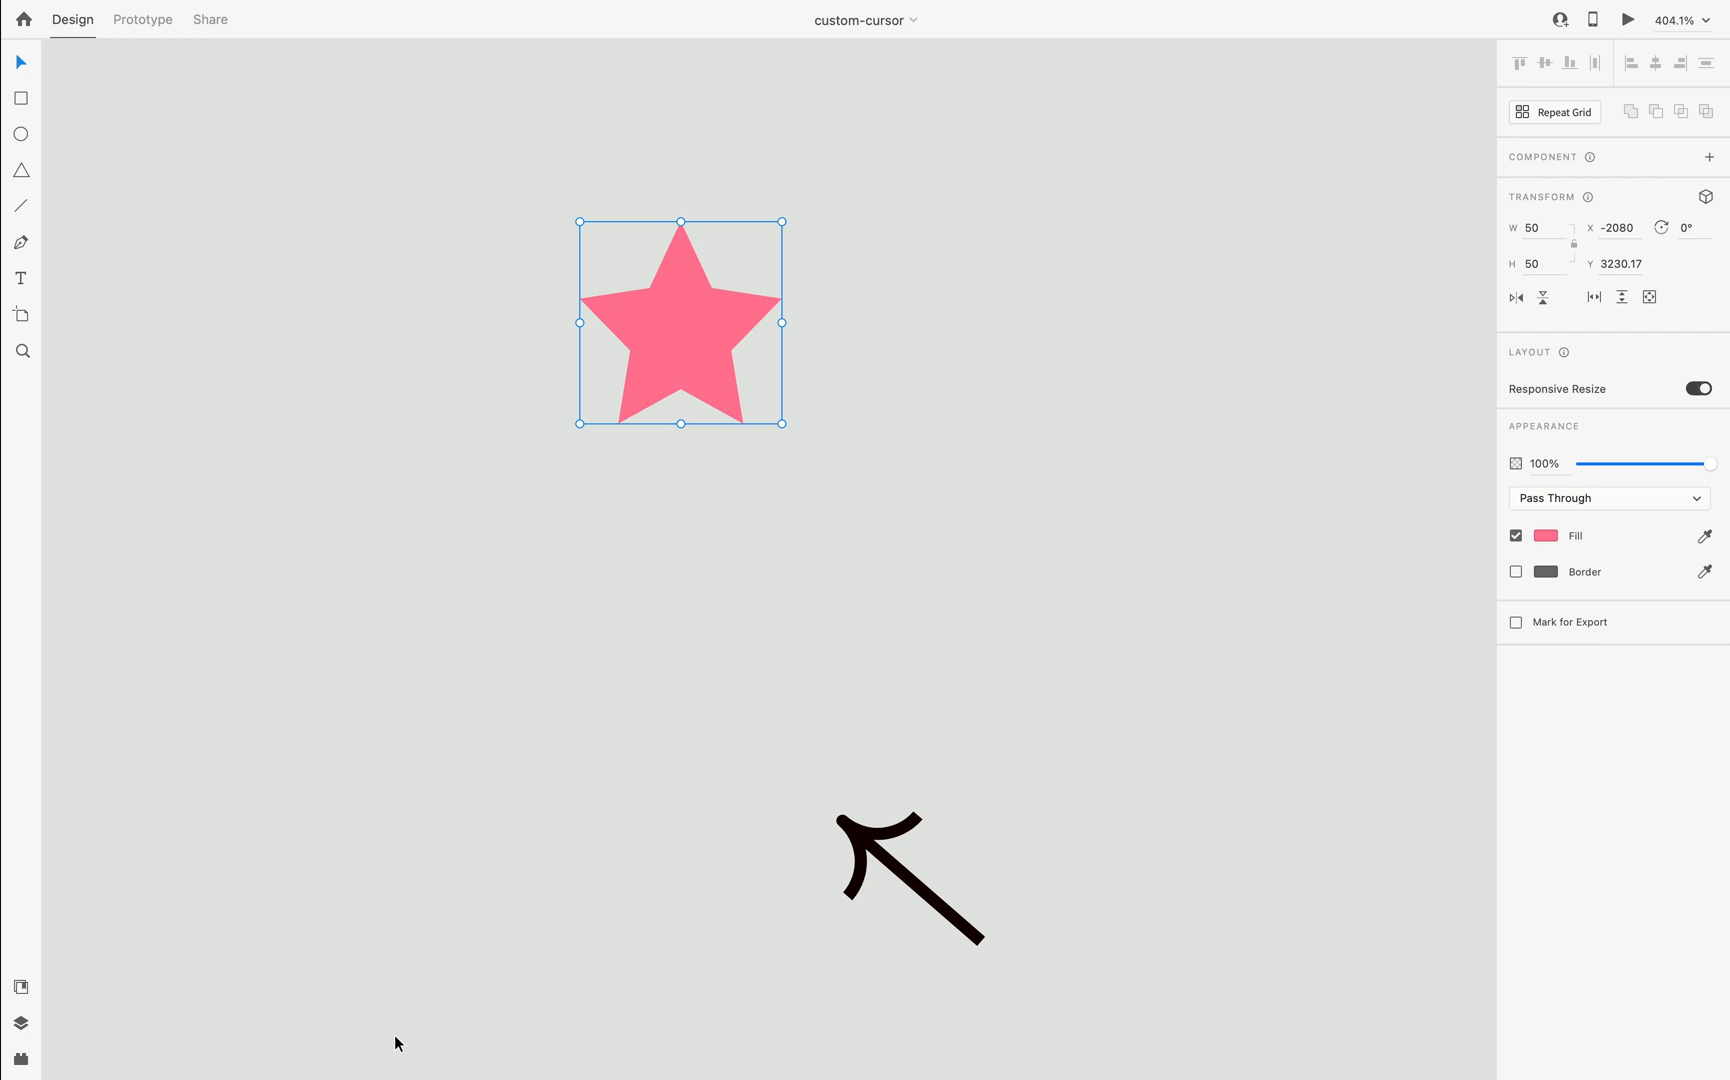 Design Prototype Share custom-cursor 404.1%
Repeat Grid
COMPONENT
TRANSFORM
W 50 X -2080 0°
H 50 Y 3230.17
LAYOUT
Responsive Resize
APPEARANCE
100%
Pass Through
Fill
Border
Mark for Export
T